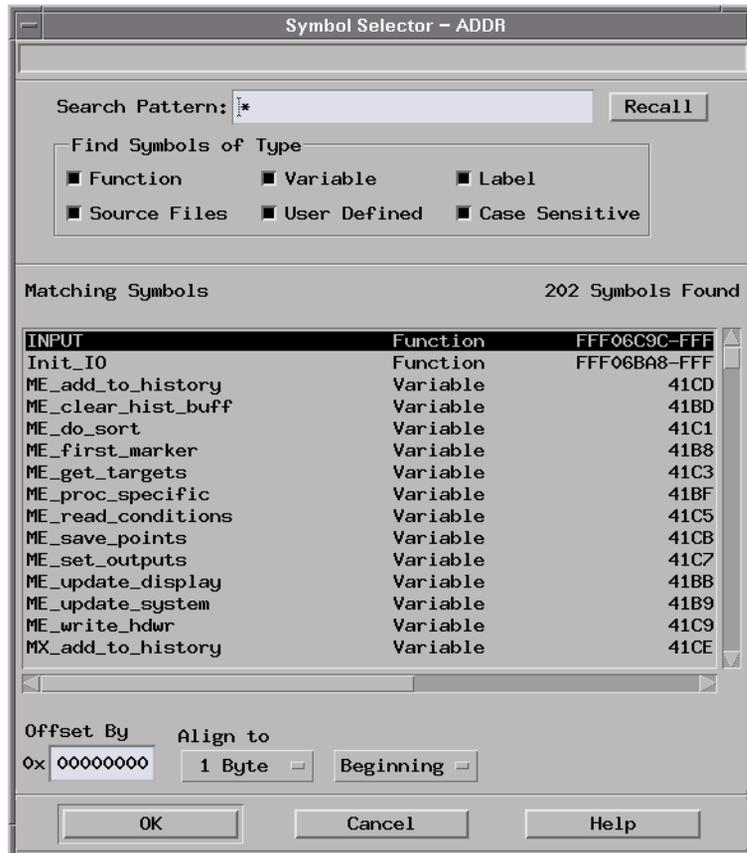 Symbol Selector – ADDR
Search Pattern: * Recall
Find Symbols of Type
Function Variable Label
Source Files User Defined Case Sensitive
Matching Symbols 202 Symbols Found
INPUT Function FFF06C9C-FFF
Init_IO Function FFF06BA8-FFF
ME_add_to_history Variable 41CD
ME_clear_hist_buff Variable 41BD
ME_do_sort Variable 41C1
ME_first_marker Variable 41B8
ME_get_targets Variable 41C3
ME_proc_specific Variable 41BF
ME_read_conditions Variable 41C5
ME_save_points Variable 41CB
ME_set_outputs Variable 41C7
ME_update_display Variable 41BB
ME_update_system Variable 41B9
ME_write_hdwr Variable 41C9
MX_add_to_history Variable 41CE
Offset By Align to
0x 00000000 1 Byte Beginning
OK Cancel Help